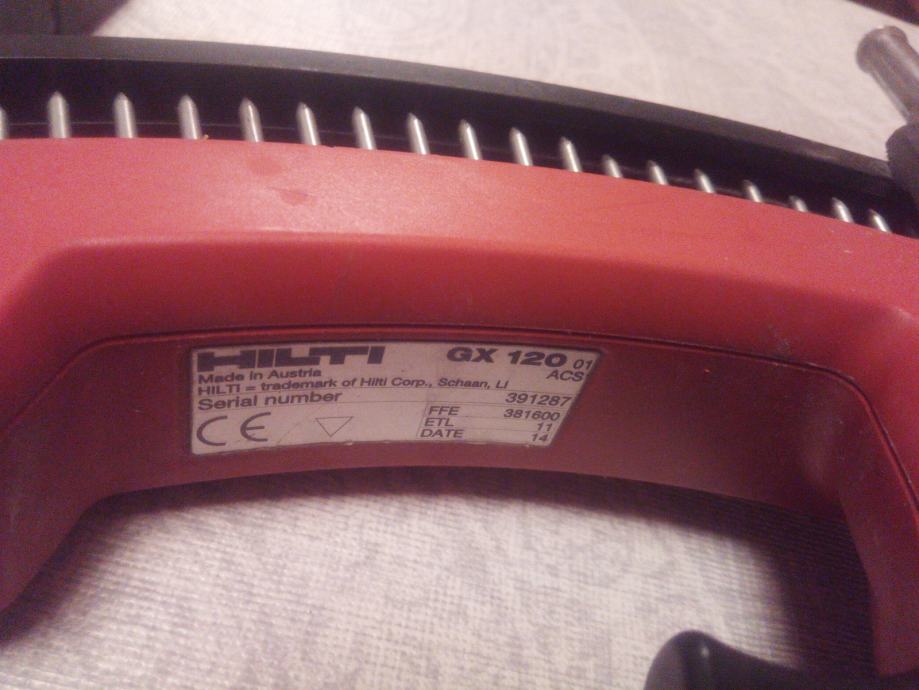 HILTI GX 120 01
Made in Austria ACS
HILTI = trademark of Hilti Corp., Schaan, LI
Serial number 391287
CE FFE 381600
ETL 11
DATE 14